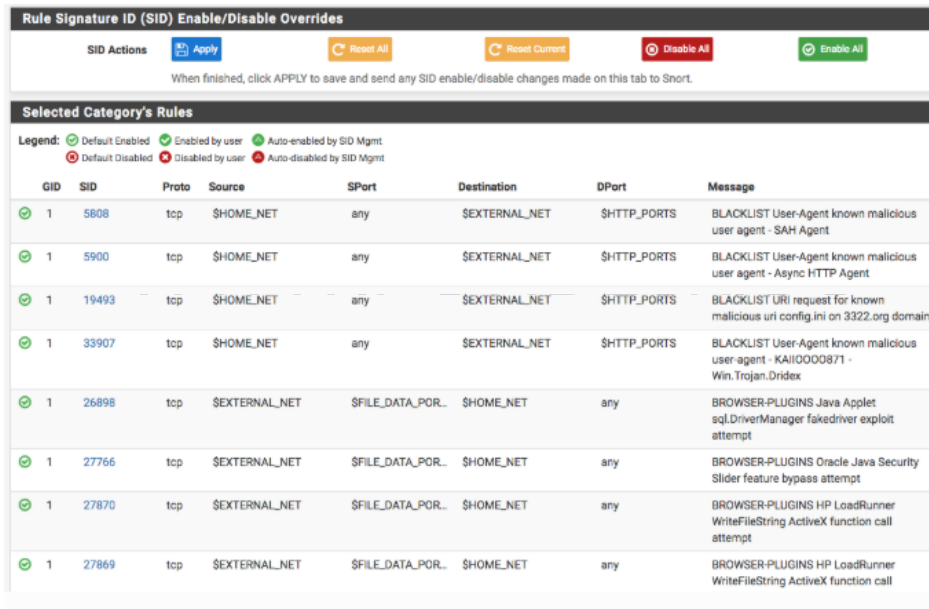 Rule Signature ID (SID) Enable/Disable Overrides
SID Actions Apply Reset All Reset Current Disable All Enable All
When finished, click APPLY to save and send any SID enable/disable changes made on this tab to Snort.
Selected Category's Rules
Legend: Default Enabled Enabled by user Auto-enabled by SID Mgmt
Default Disabled Disabled by user Auto-disabled by SID Mgmt
GID SID Proto Source SPort Destination DPort Message
1 5808 tcp $HOME_NET any $EXTERNAL_NET $HTTP_PORTS BLACKLIST User-Agent known malicious
user agent - SAH Agent
1 5900 tcp $HOME_NET any $EXTERNAL_NET $HTTP_PORTS BLACKLIST User-Agent known malicious
user agent - Async HTTP Agent
1 19493 tcp $HOME_NET any $EXTERNAL_NET $HTTP_PORTS BLACKLIST URI request for known
malicious uri config.ini on 3322.org domain
1 33907 tcp $HOME_NET any $EXTERNAL_NET $HTTP_PORTS BLACKLIST User-Agent known malicious
user-agent - KAIIOOOO871 -
Win.Trojan.Dridex
1 26898 tcp $EXTERNAL_NET $FILE_DATA_POR... $HOME_NET any BROWSER-PLUGINS Java Applet
sql.DriverManager fakedriver exploit
attempt
1 27766 tcp $EXTERNAL_NET $FILE_DATA_POR... $HOME_NET any BROWSER-PLUGINS Oracle Java Security
Slider feature bypass attempt
1 27870 tcp $EXTERNAL_NET $FILE_DATA_POR... $HOME_NET any BROWSER-PLUGINS HP LoadRunner
WriteFileString ActiveX function call
attempt
1 27869 tcp $EXTERNAL_NET $FILE_DATA_POR... $HOME_NET any BROWSER-PLUGINS HP LoadRunner
WriteFileString ActiveX function call